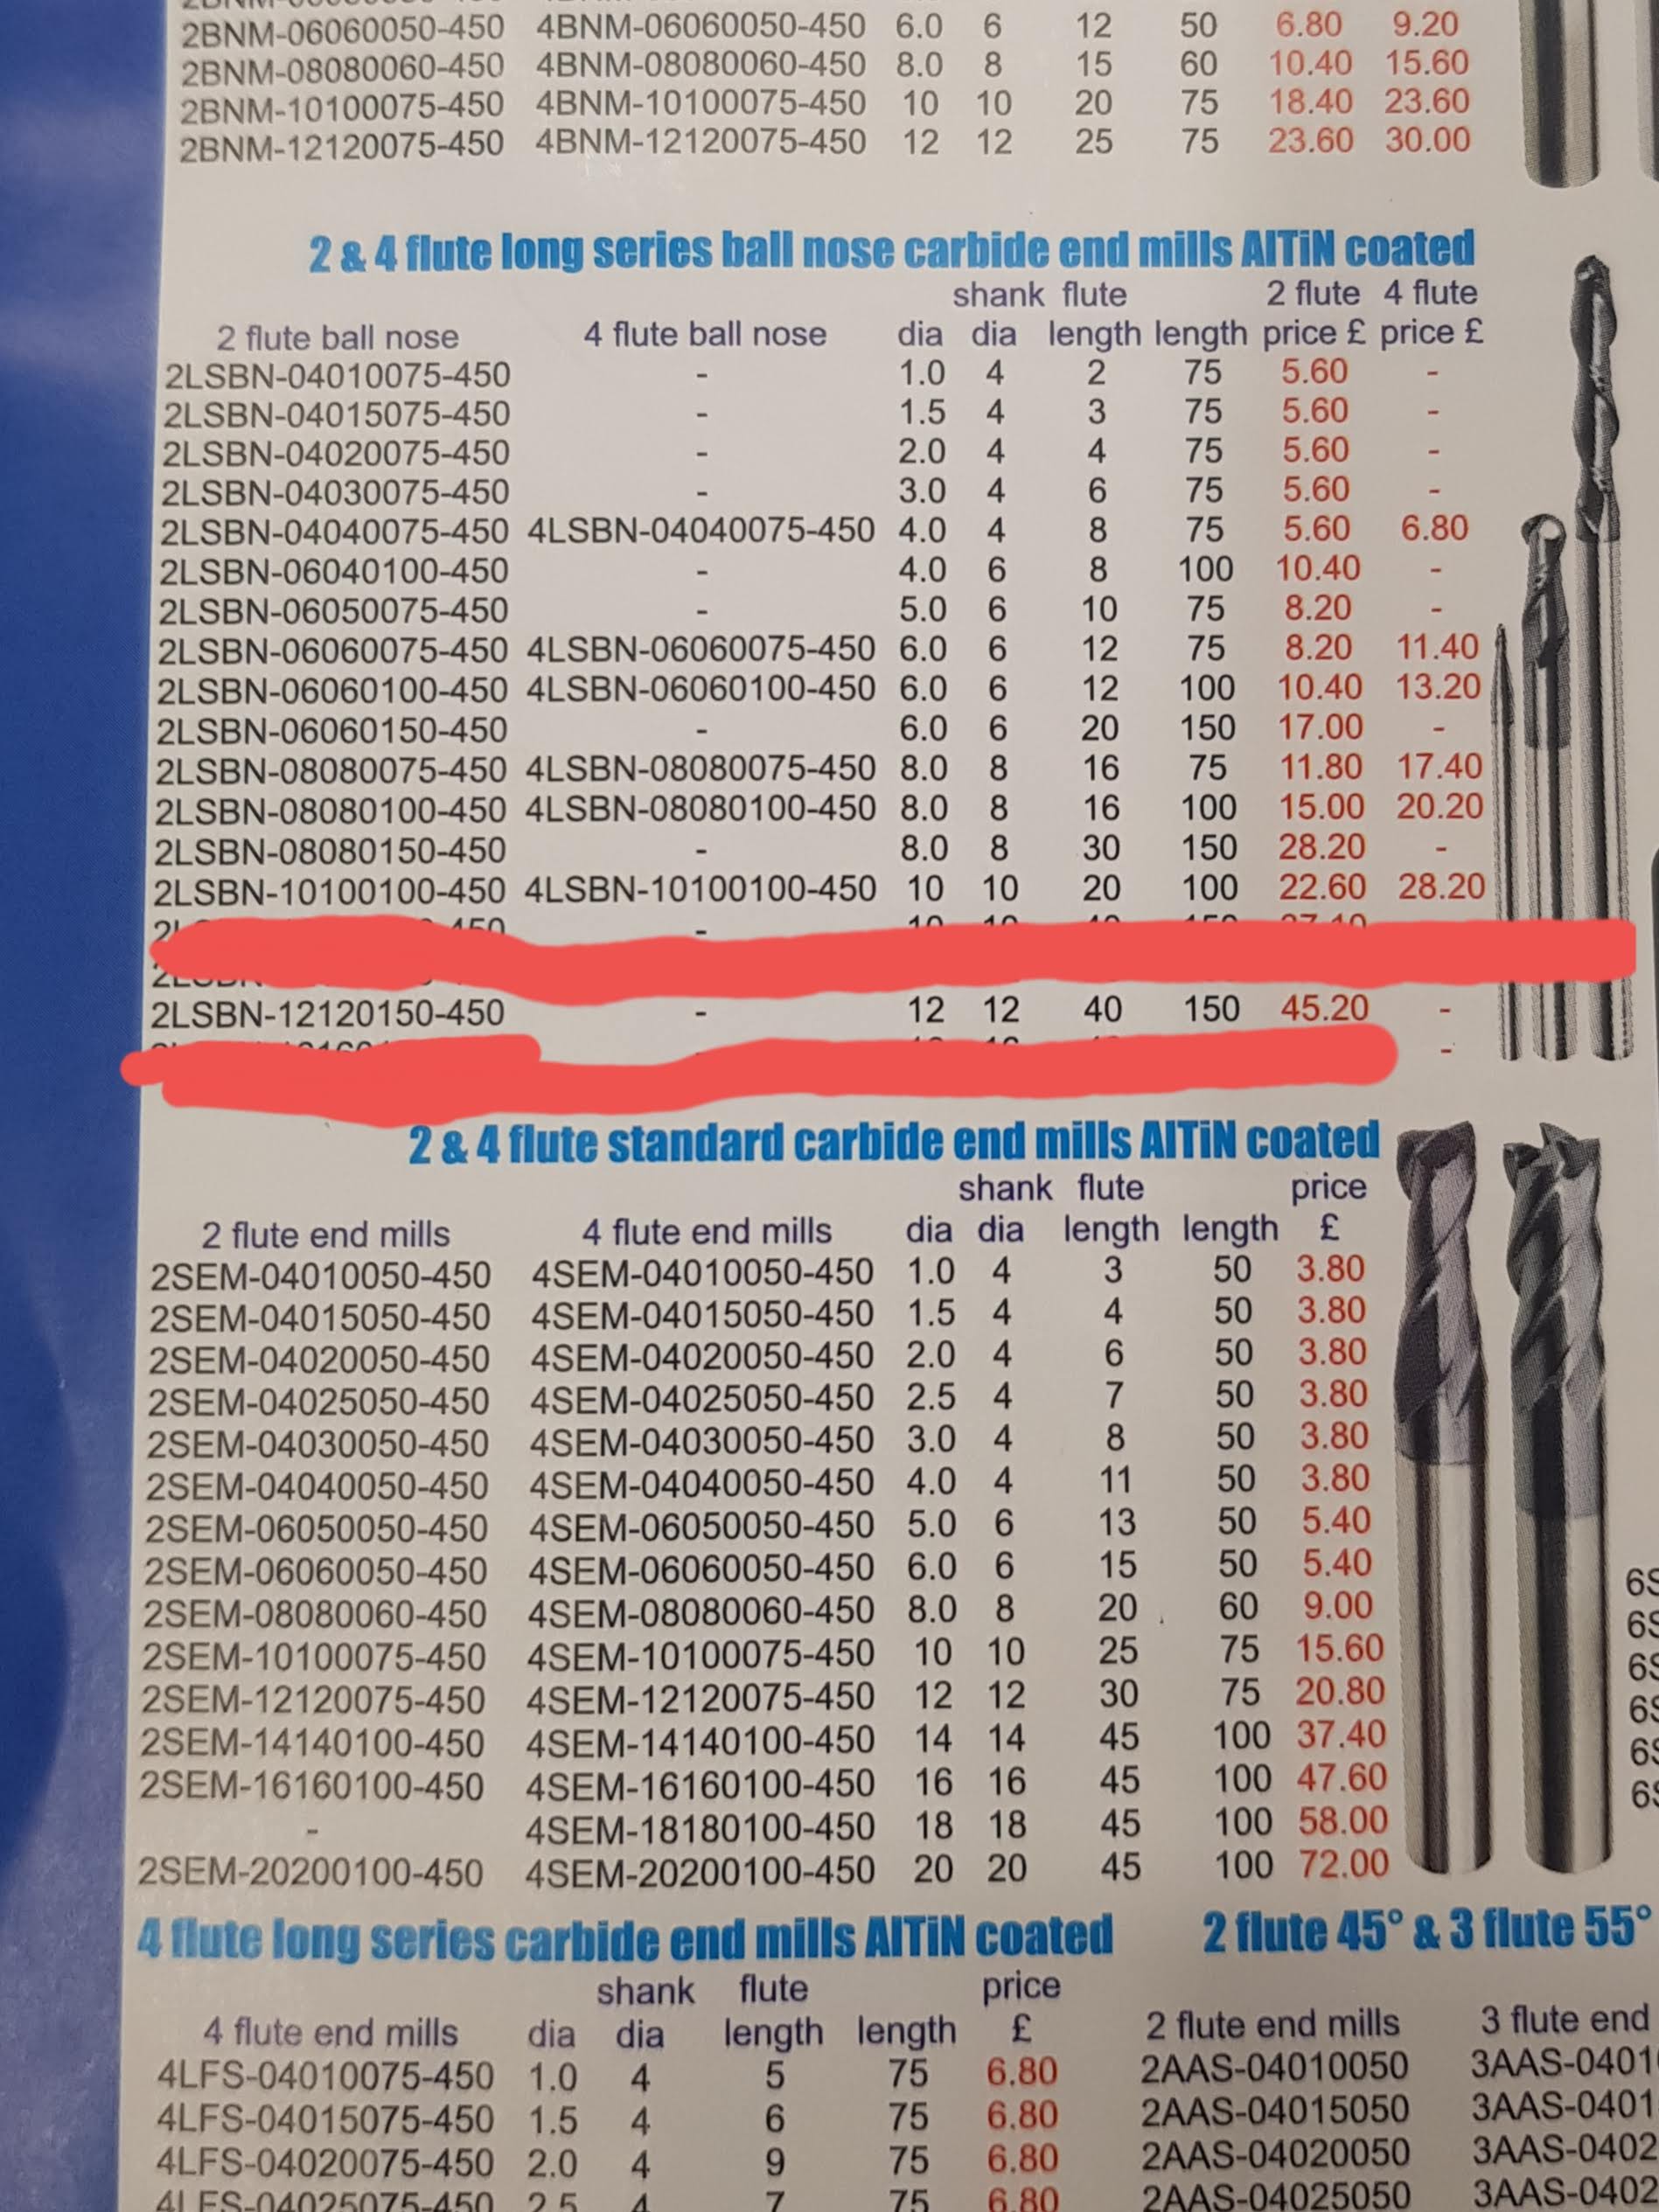 2BNM-06060050-450 4BNM-06060050-450 6.0 6 12 50 6.80 9.20
2BNM-08080060-450 4BNM-08080060-450 8.0 8 15 60 10.40 15.60
2BNM-10100075-450 4BNM-10100075-450 10 10 20 75 18.40 23.60
2BNM-12120075-450 4BNM-12120075-450 12 12 25 75 23.60 30.00
2 & 4 flute long series ball nose carbide end mills AlTiN coated
shank flute 2 flute 4 flute
2 flute ball nose 4 flute ball nose dia dia length length price £ price £
2LSBN-04010075-450 - 1.0 4 2 75 5.60 -
2LSBN-04015075-450 - 1.5 4 3 75 5.60 -
2LSBN-04020075-450 - 2.0 4 4 75 5.60 -
2LSBN-04030075-450 - 3.0 4 6 75 5.60 -
2LSBN-04040075-450 4LSBN-04040075-450 4.0 4 8 75 5.60 6.80
2LSBN-06040100-450 - 4.0 6 8 100 10.40 -
2LSBN-06050075-450 - 5.0 6 10 75 8.20 -
2LSBN-06060075-450 4LSBN-06060075-450 6.0 6 12 75 8.20 11.40
2LSBN-06060100-450 4LSBN-06060100-450 6.0 6 12 100 10.40 13.20
2LSBN-06060150-450 - 6.0 6 20 150 17.00 -
2LSBN-08080075-450 4LSBN-08080075-450 8.0 8 16 75 11.80 17.40
2LSBN-08080100-450 4LSBN-08080100-450 8.0 8 16 100 15.00 20.20
2LSBN-08080150-450 - 8.0 8 30 150 28.20 -
2LSBN-10100100-450 4LSBN-10100100-450 10 10 20 100 22.60 28.20
2LSBN-12120150-450 - 12 12 40 150 45.20 -
2 & 4 flute standard carbide end mills AlTiN coated
shank flute price
2 flute end mills 4 flute end mills dia dia length length £
2SEM-04010050-450 4SEM-04010050-450 1.0 4 3 50 3.80
2SEM-04015050-450 4SEM-04015050-450 1.5 4 4 50 3.80
2SEM-04020050-450 4SEM-04020050-450 2.0 4 6 50 3.80
2SEM-04025050-450 4SEM-04025050-450 2.5 4 7 50 3.80
2SEM-04030050-450 4SEM-04030050-450 3.0 4 8 50 3.80
2SEM-04040050-450 4SEM-04040050-450 4.0 4 11 50 3.80
2SEM-06050050-450 4SEM-06050050-450 5.0 6 13 50 5.40
2SEM-06060050-450 4SEM-06060050-450 6.0 6 15 50 5.40
2SEM-08080060-450 4SEM-08080060-450 8.0 8 20 60 9.00
2SEM-10100075-450 4SEM-10100075-450 10 10 25 75 15.60
2SEM-12120075-450 4SEM-12120075-450 12 12 30 75 20.80
2SEM-14140100-450 4SEM-14140100-450 14 14 45 100 37.40
2SEM-16160100-450 4SEM-16160100-450 16 16 45 100 47.60
- 4SEM-18180100-450 18 18 45 100 58.00
2SEM-20200100-450 4SEM-20200100-450 20 20 45 100 72.00
4 flute long series carbide end mills AlTiN coated
shank flute price
4 flute end mills dia dia length length £
4LFS-04010075-450 1.0 4 5 75 6.80
4LFS-04015075-450 1.5 4 6 75 6.80
4LFS-04020075-450 2.0 4 9 75 6.80
4LFS-04025075-450 2.5 4 7 75 6.80
2 flute 45° & 3 flute 55°
2 flute end mills 3 flute end
2AAS-04010050 3AAS-0401
2AAS-04015050 3AAS-0401
2AAS-04020050 3AAS-0402
2AAS-04025050 3AAS-0402